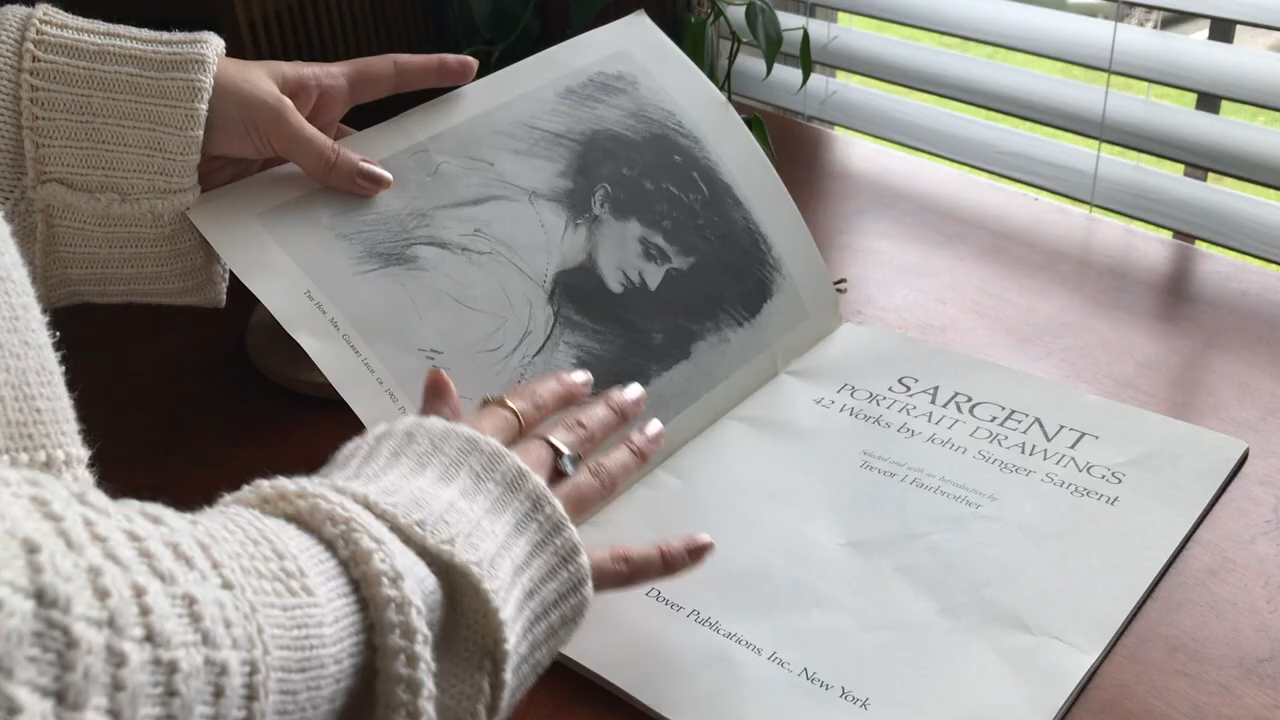 The Hon. Mrs. Gilbert Leigh, ca. 1902.
SARGENT
PORTRAIT DRAWINGS
42 Works by John Singer Sargent
Selected and with an Introduction by
Trevor J. Fairbrother
Dover Publications, Inc., New York